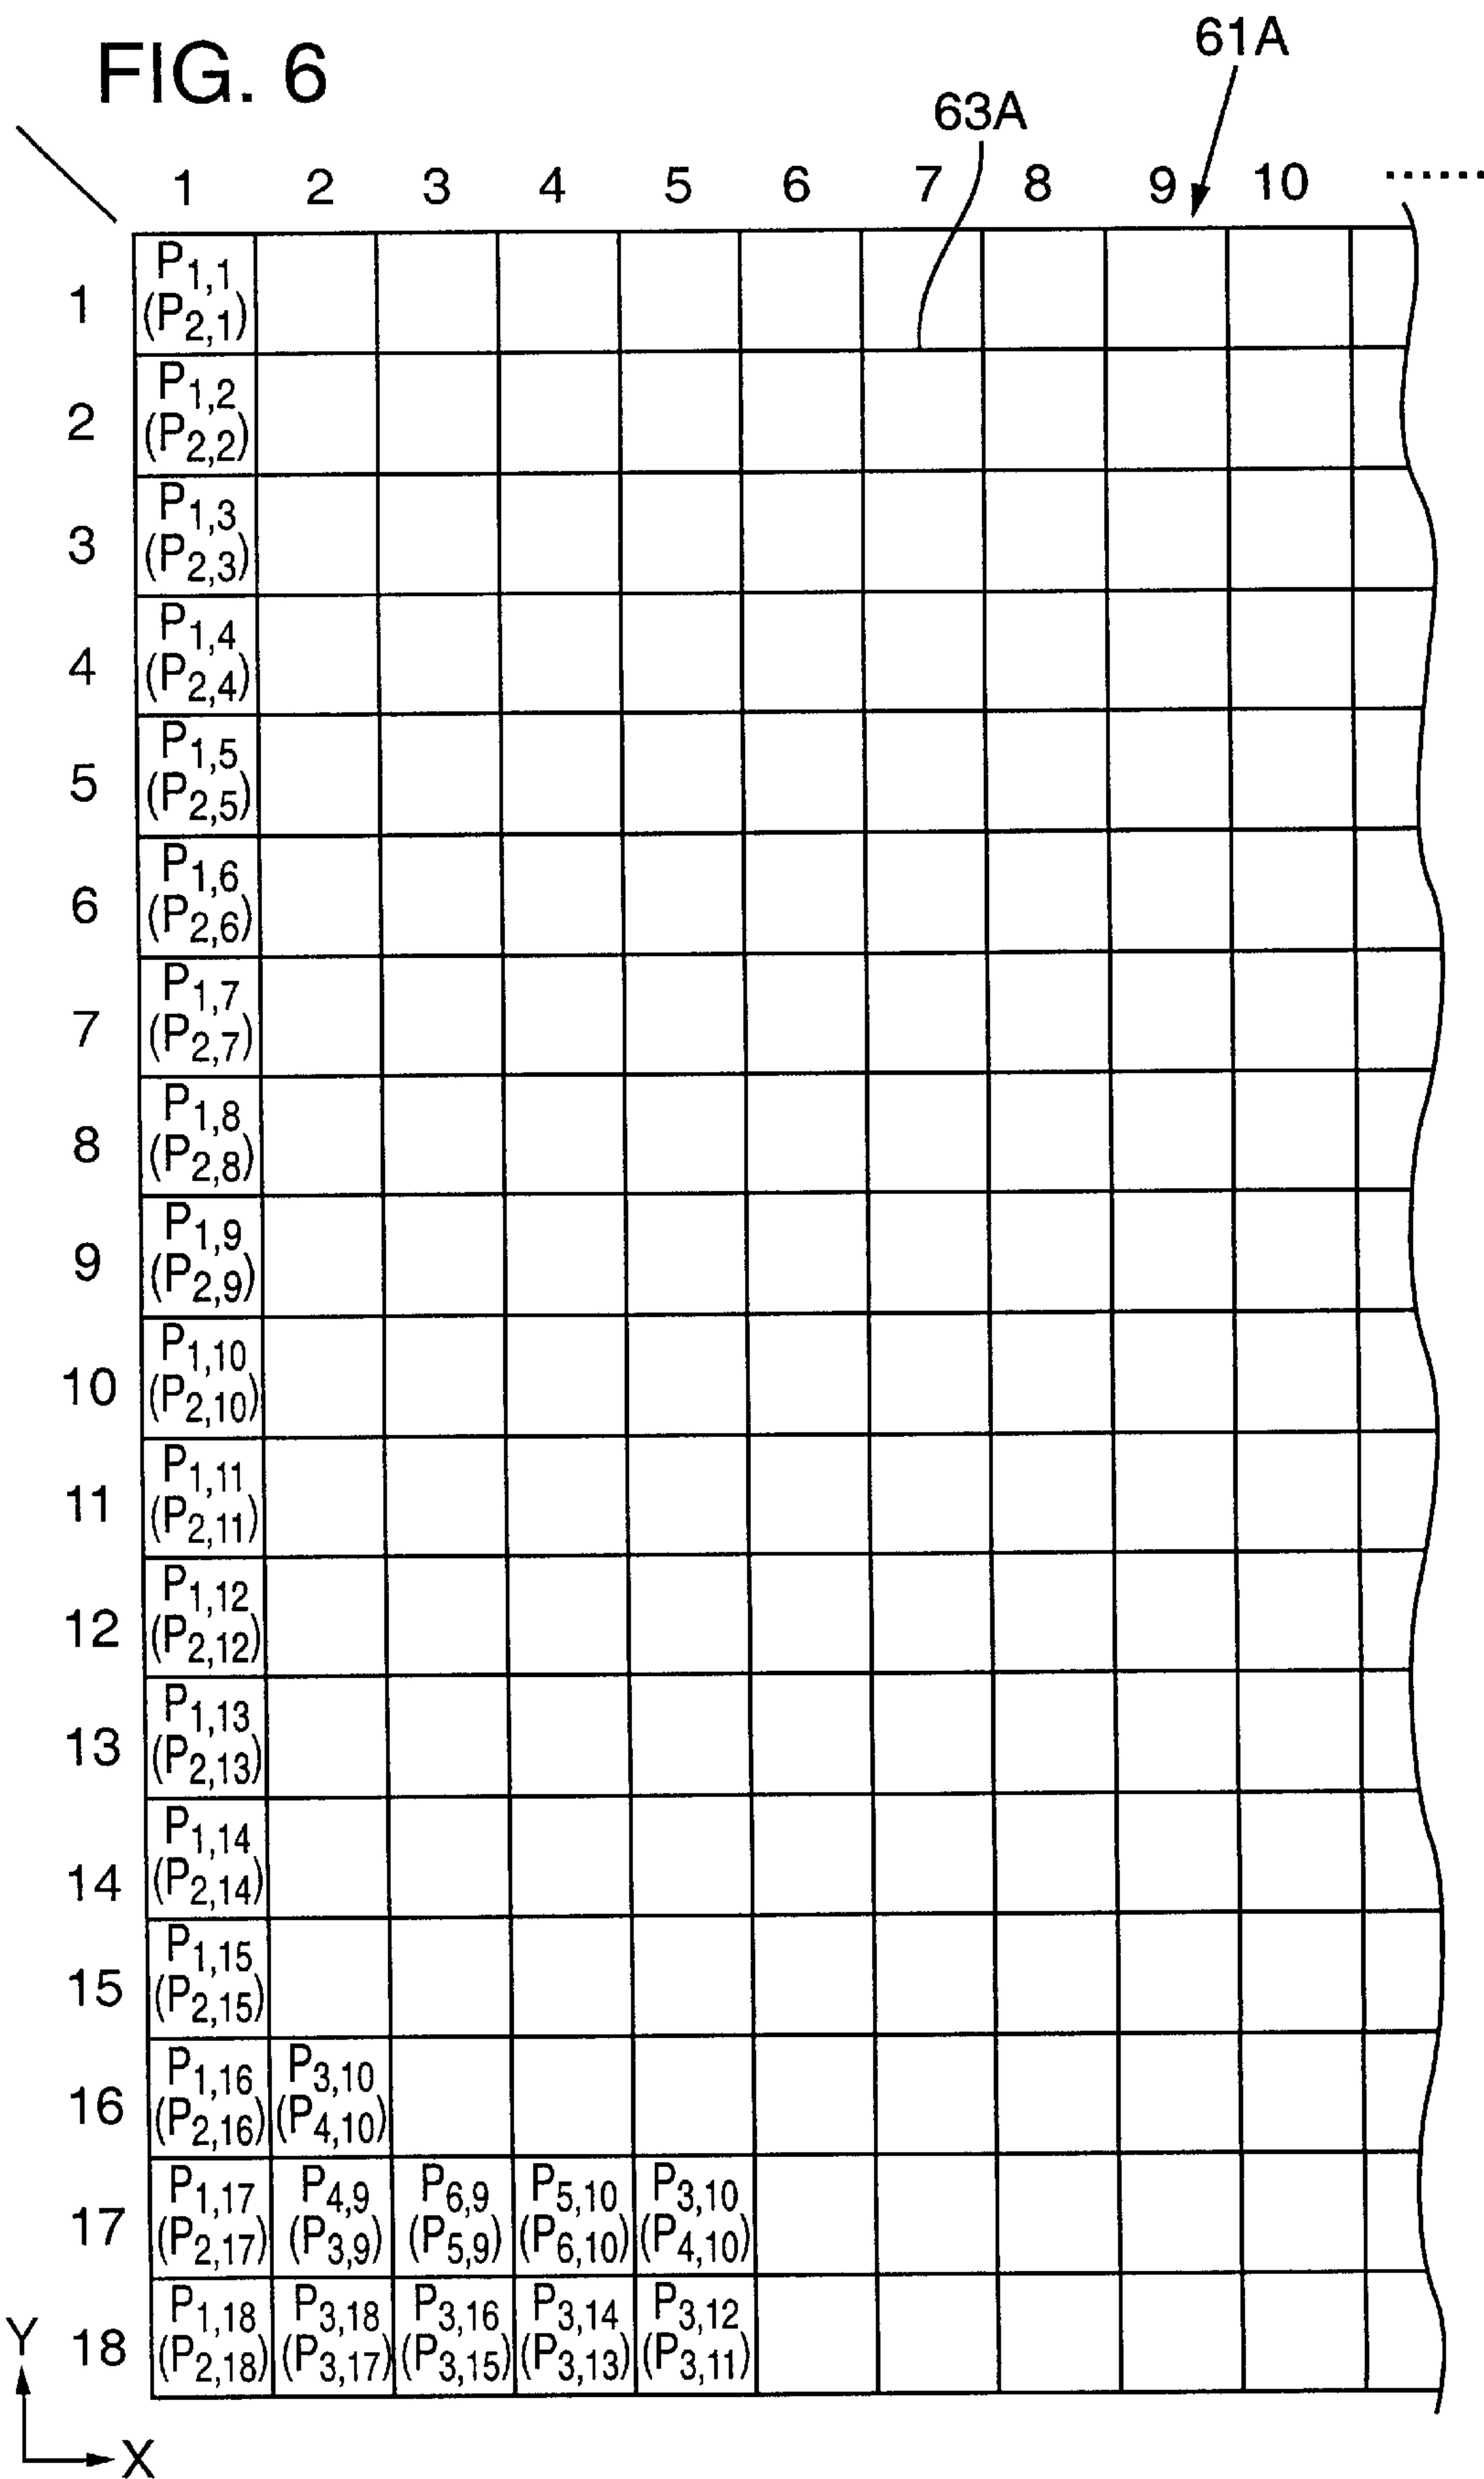 FIG. 6
61A
63A
1 2 3 4 5 6 7 8 9 10 ......
1 P1,1
(P2,1)
2 P1,2
(P2,2)
3 P1,3
(P2,3)
4 P1,4
(P2,4)
5 P1,5
(P2,5)
6 P1,6
(P2,6)
7 P1,7
(P2,7)
8 P1,8
(P2,8)
9 P1,9
(P2,9)
10 P1,10
(P2,10)
11 P1,11
(P2,11)
12 P1,12
(P2,12)
13 P1,13
(P2,13)
14 P1,14
(P2,14)
15 P1,15
(P2,15)
16 P1,16 P3,10
(P2,16) (P4,10)
17 P1,17 P4,9 P6,9 P5,10 P3,10
(P2,17) (P3,9) (P5,9) (P6,10) (P4,10)
18 P1,18 P3,18 P3,16 P3,14 P3,12
(P2,18) (P3,17) (P3,15) (P3,13) (P3,11)
Y
X